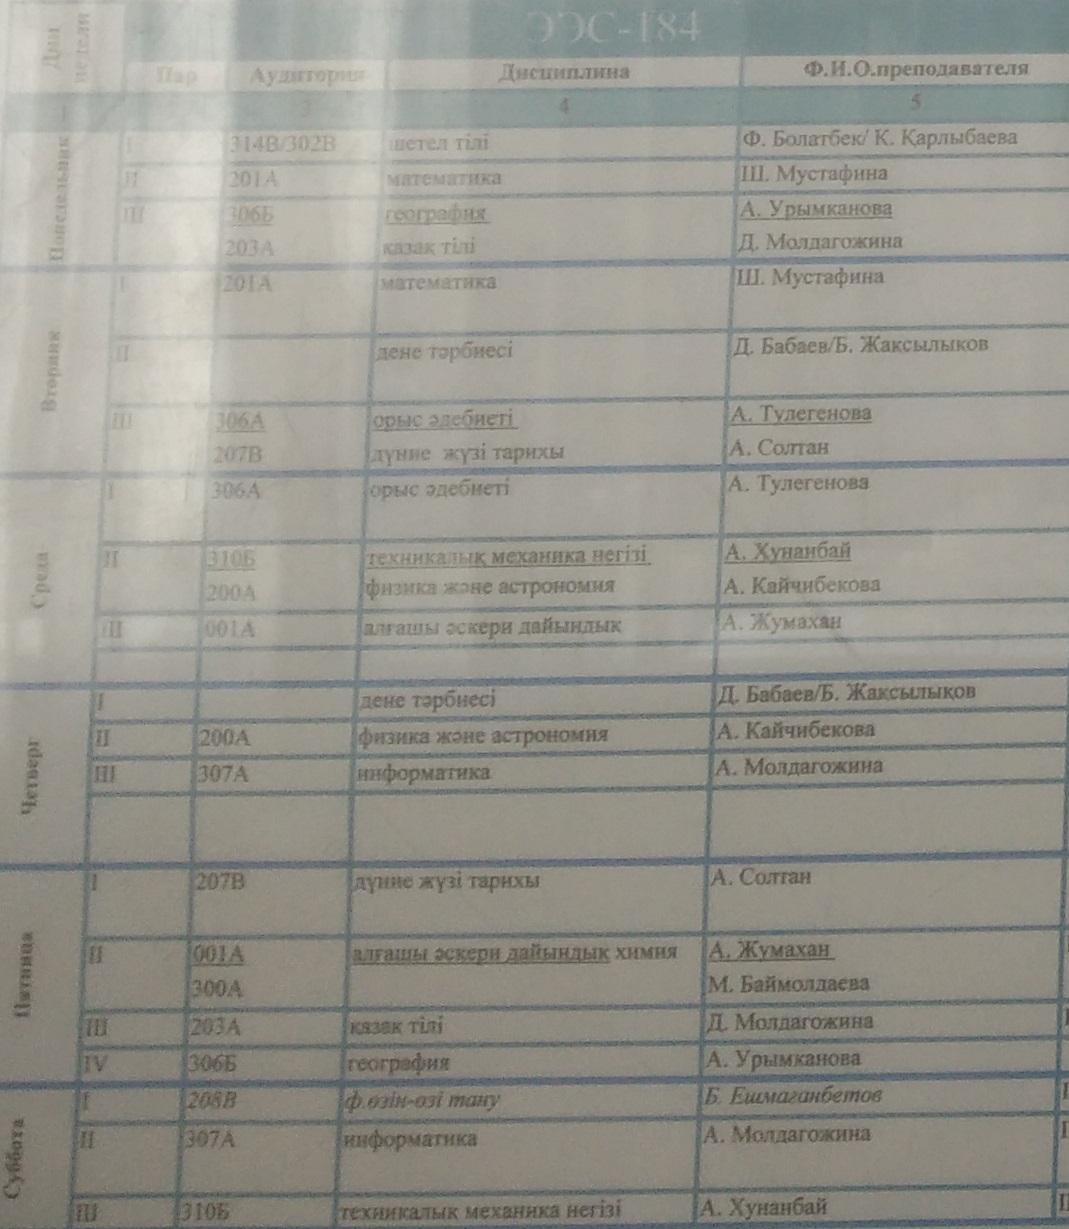 ЭЭС-184
Дни недели Пар Аудитория Дисциплина Ф.И.О.преподавателя
3 4 5
Понедельник
I 314В/302В шетел тілі Ф. Болатбек/ К. Қарлыбаева
II 201А математика Ш. Мустафина
III 306Б география А. Урымканова
203А казақ тілі Д. Молдагожина
Вторник
I 201А математика Ш. Мустафина
II дене тәрбиесі Д. Бабаев/Б. Жаксылыков
III 306А орыс әдебиеті А. Тулегенова
207В дүние жүзі тарихы А. Солтан
Среда
I 306А орыс әдебиеті А. Тулегенова
II 310Б техникалық механика негізі А. Хунанбай
200А физика және астрономия А. Кайчибекова
III 001А алғашы әскери дайындық А. Жумахан
Четверг
I дене тәрбиесі Д. Бабаев/Б. Жаксылықов
II 200А физика және астрономия А. Кайчибекова
III 307А информатика А. Молдагожина
Пятница
I 207В дүние жүзі тарихы А. Солтан
II 001А алғашы әскери дайындық химия А. Жумахан
300А М. Баймолдаева
III 203А казақ тілі Д. Молдагожина
IV 306Б география А. Урымканова
Суббота
I 208В ф.өзін-өзі тану Б. Ешмағанбетов
II 307А информатика А. Молдагожина
III 310Б техникалық механика негізі А. Хунанбай